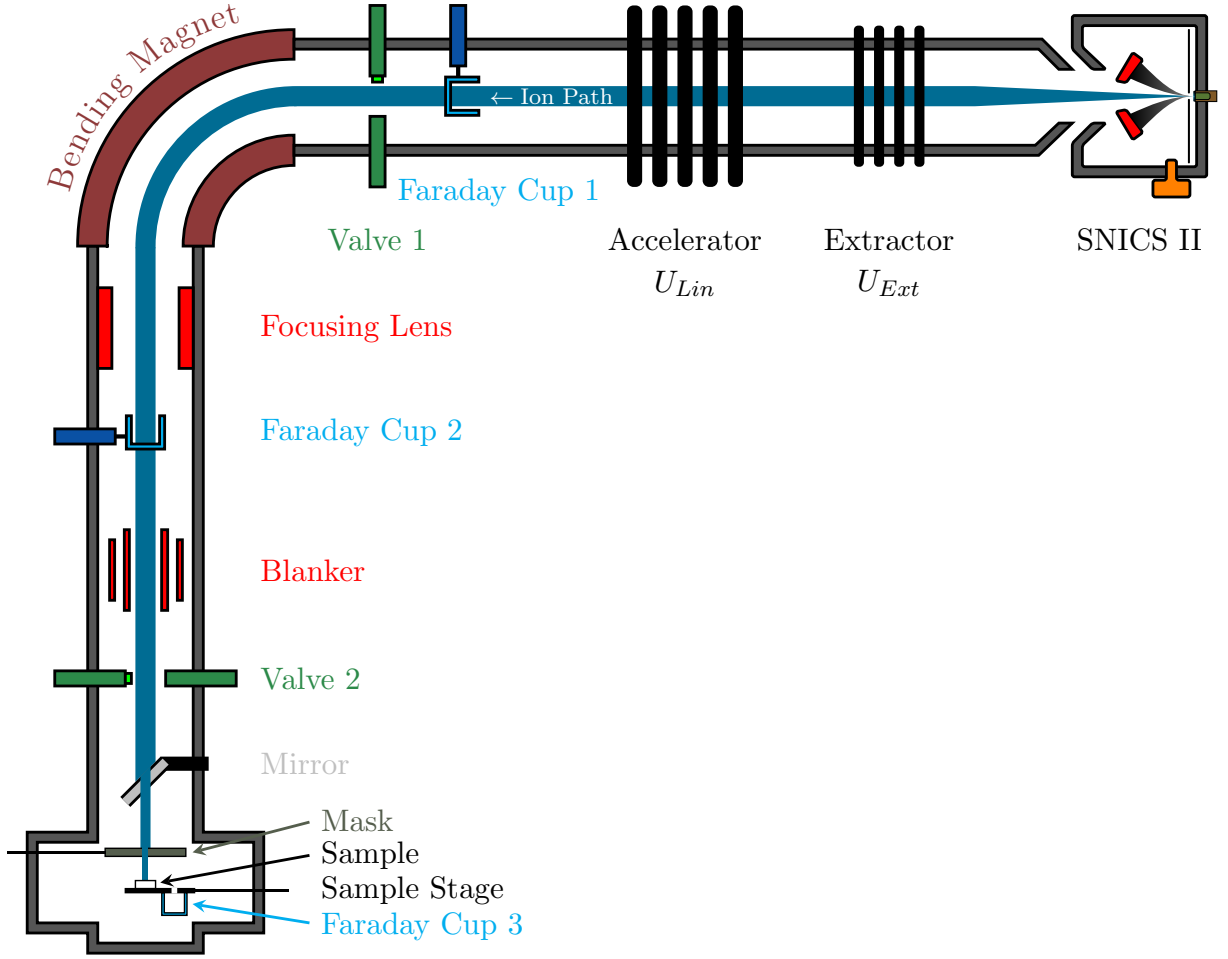 Bending Magnet
← Ion Path
Faraday Cup 1
Valve 1
Accelerator
U_Lin
Extractor
U_Ext
SNICS II
Focusing Lens
Faraday Cup 2
Blanker
Valve 2
Mirror
Mask
Sample
Sample Stage
Faraday Cup 3